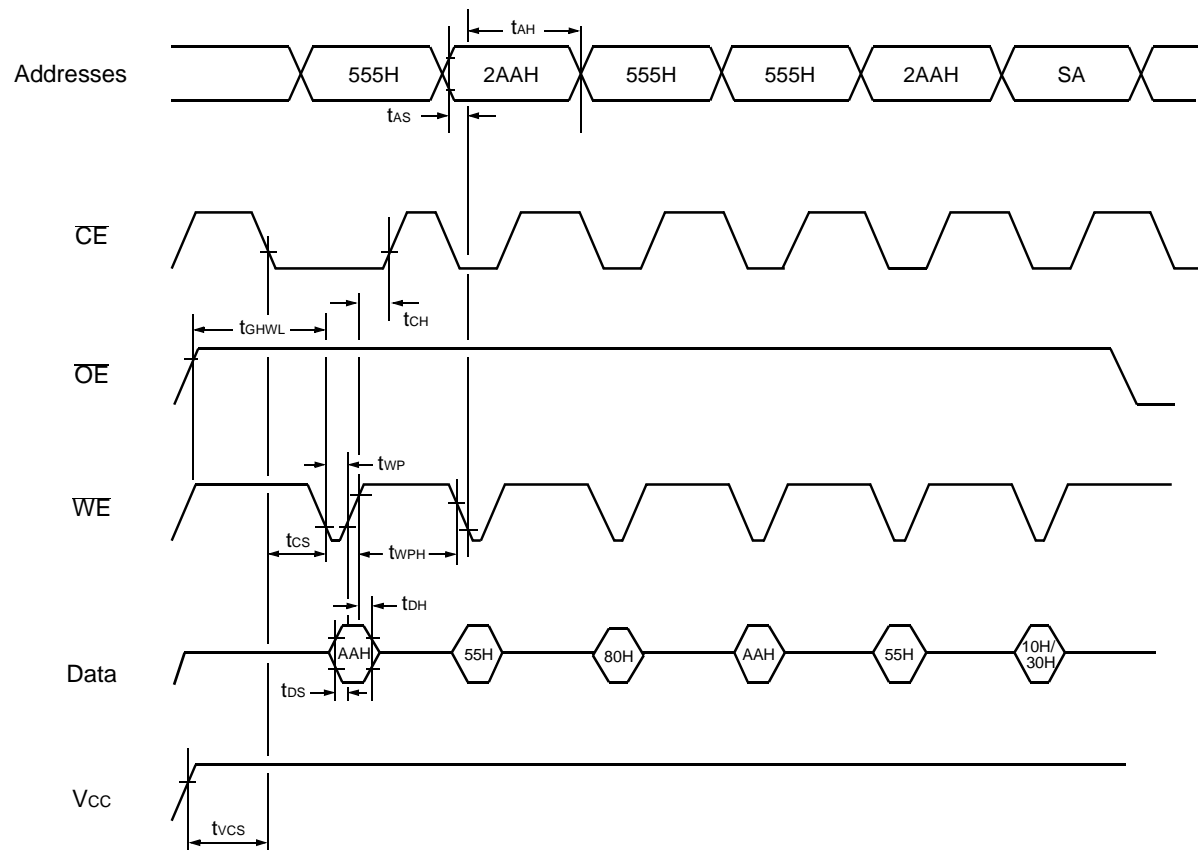 tAH
Addresses 555H 2AAH 555H 555H 2AAH SA
tAS
CE
tCH
tGHWL
OE
tWP
WE
tCS tWPH
tDH
Data AAH 55H 80H AAH 55H 10H/
30H
tDS
VCC
tVCS